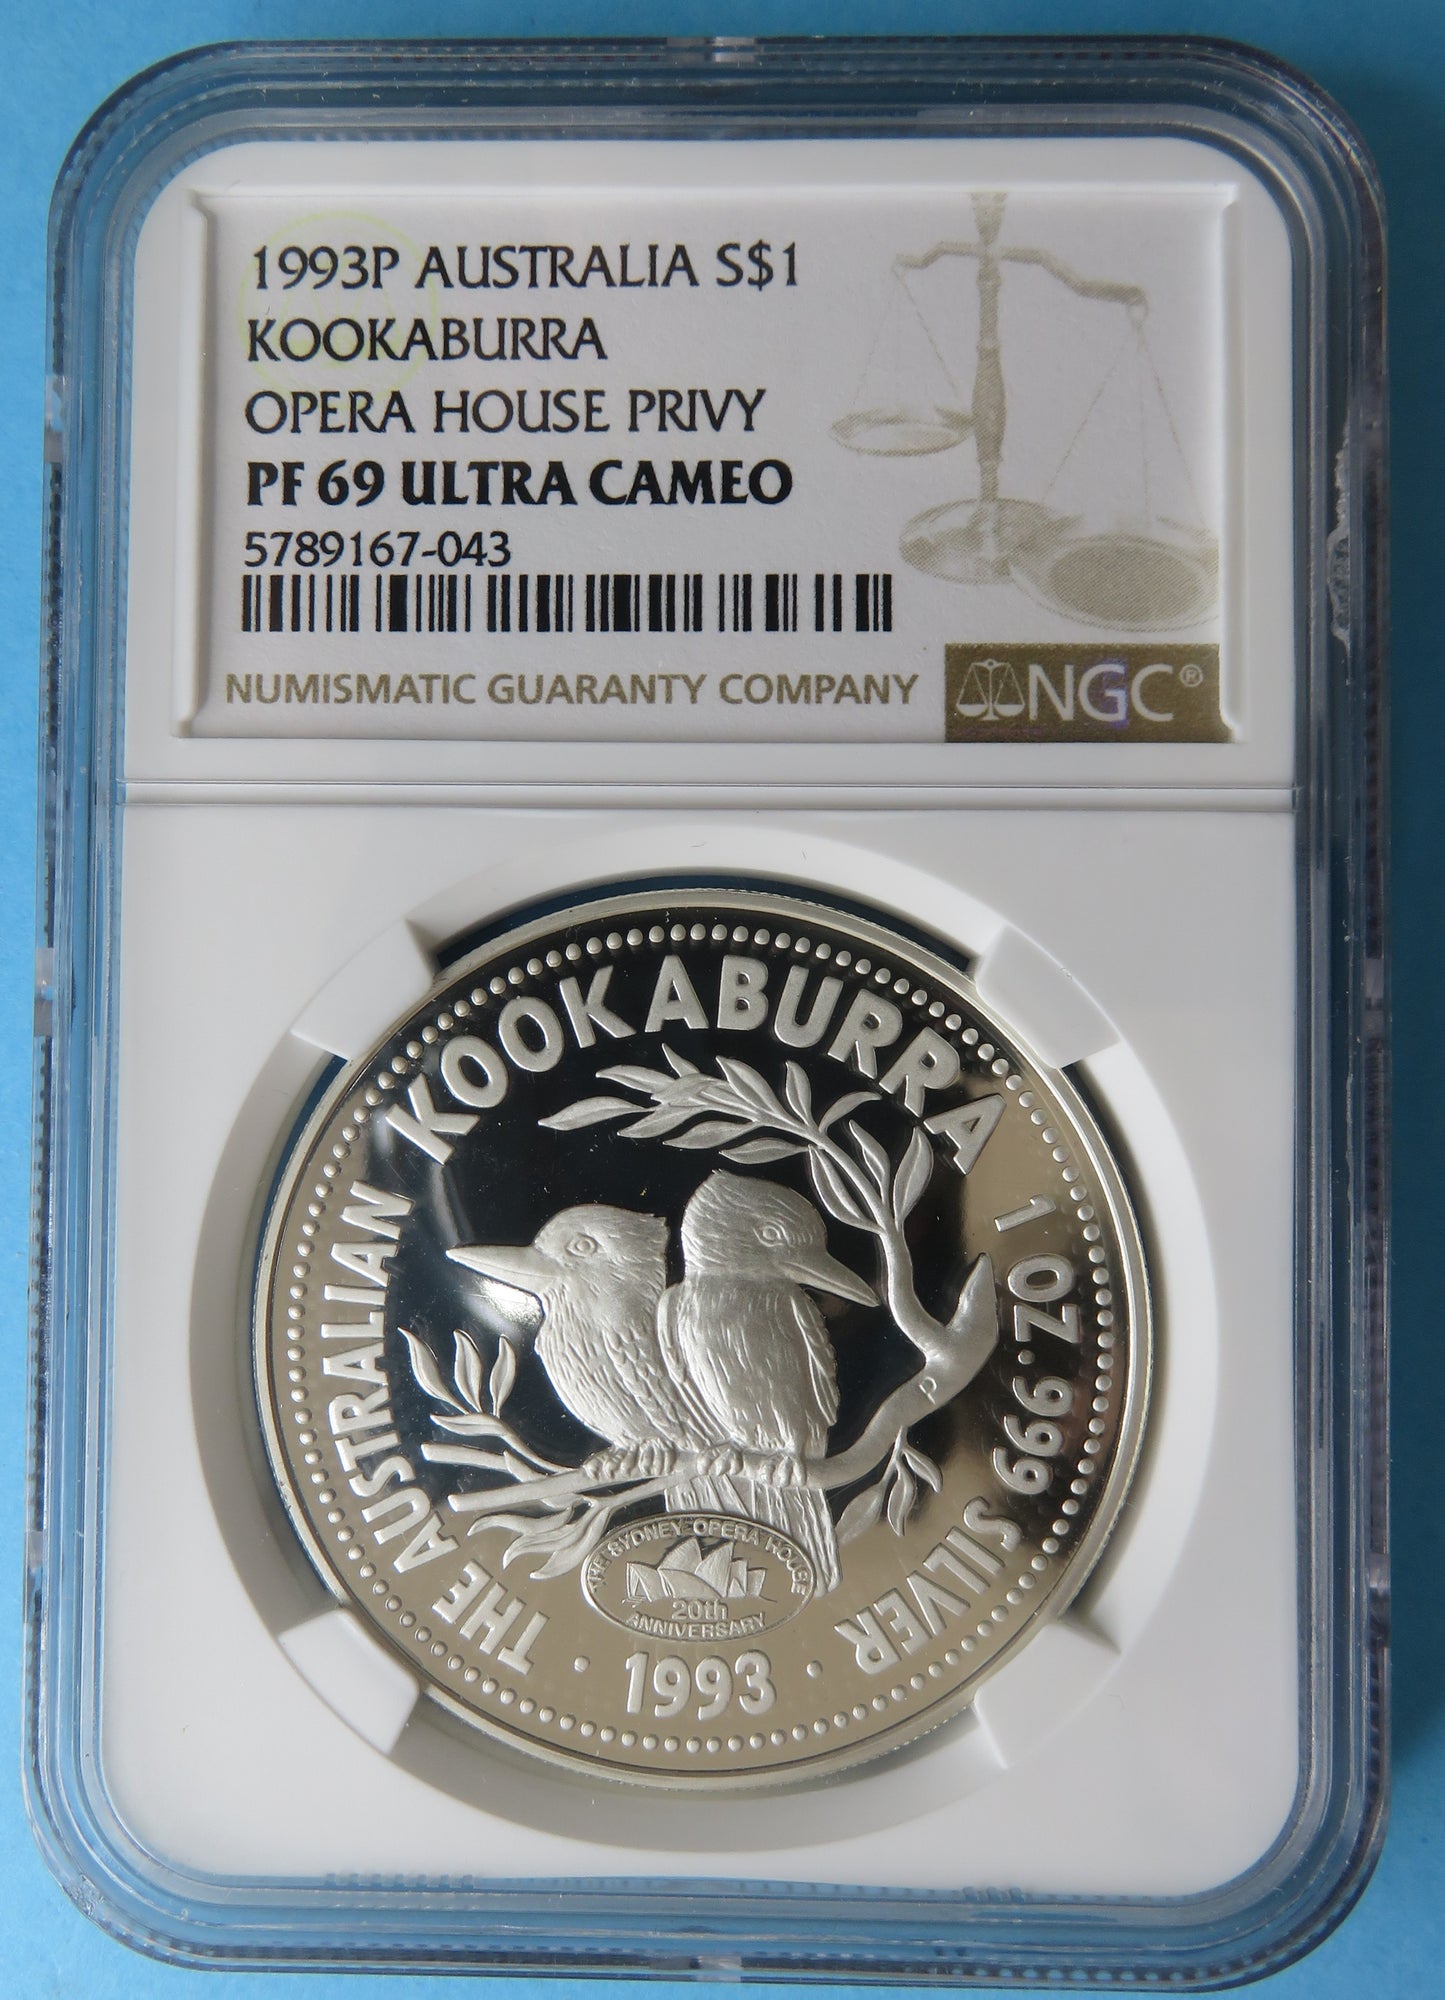 1993P AUSTRALIA S$1
KOOKABURRA
OPERA HOUSE PRIVY
PF 69 ULTRA CAMEO
5789167-043
NUMISMATIC GUARANTY COMPANY
NGC®
THE AUSTRALIAN KOOKABURRA
1 OZ. 999 SILVER
P
THE SYDNEY OPERA HOUSE
20th
ANNIVERSARY
· 1993 ·